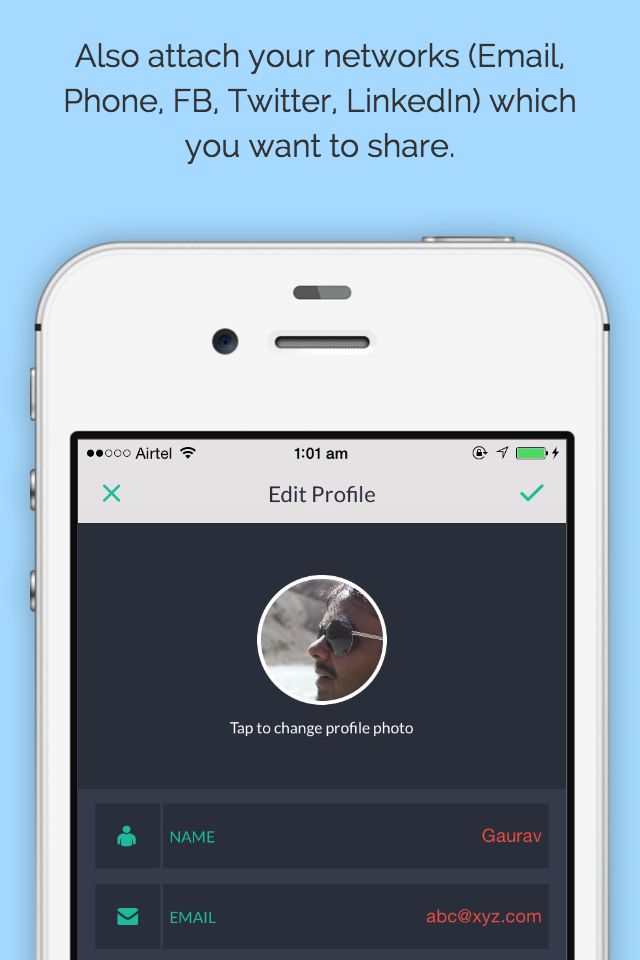 Also attach your networks (Email,
Phone, FB, Twitter, LinkedIn) which
you want to share.
Airtel 1:01 am
Edit Profile
Tap to change profile photo
NAME Gaurav
EMAIL abc@xyz.com